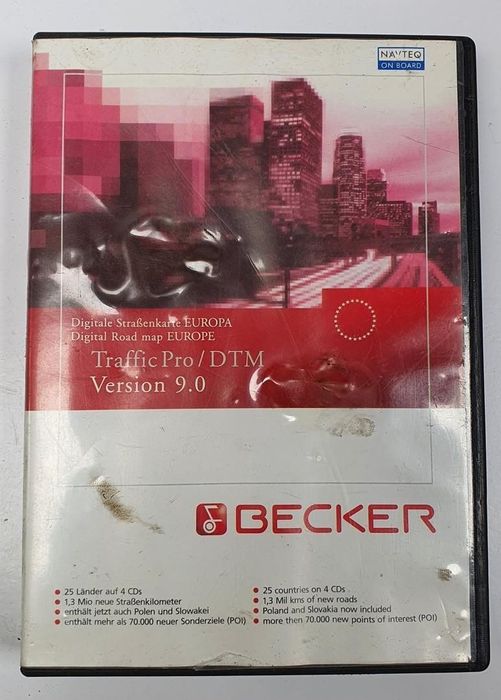 NAVTEQ
ON BOARD
Digitale Straßenkarte EUROPA
Digital Road map EUROPE
Traffic Pro / DTM
Version 9.0
BECKER
• 25 Länder auf 4 CDs
• 1,3 Mio neue Straßenkilometer
• enthält jetzt auch Polen und Slowakei
• enthält mehr als 70.000 neuer Sonderziele (POI)
• 25 countries on 4 CDs
• 1,3 Mil kms of new roads
• Poland and Slovakia now included
• more then 70.000 new points of interest (POI)